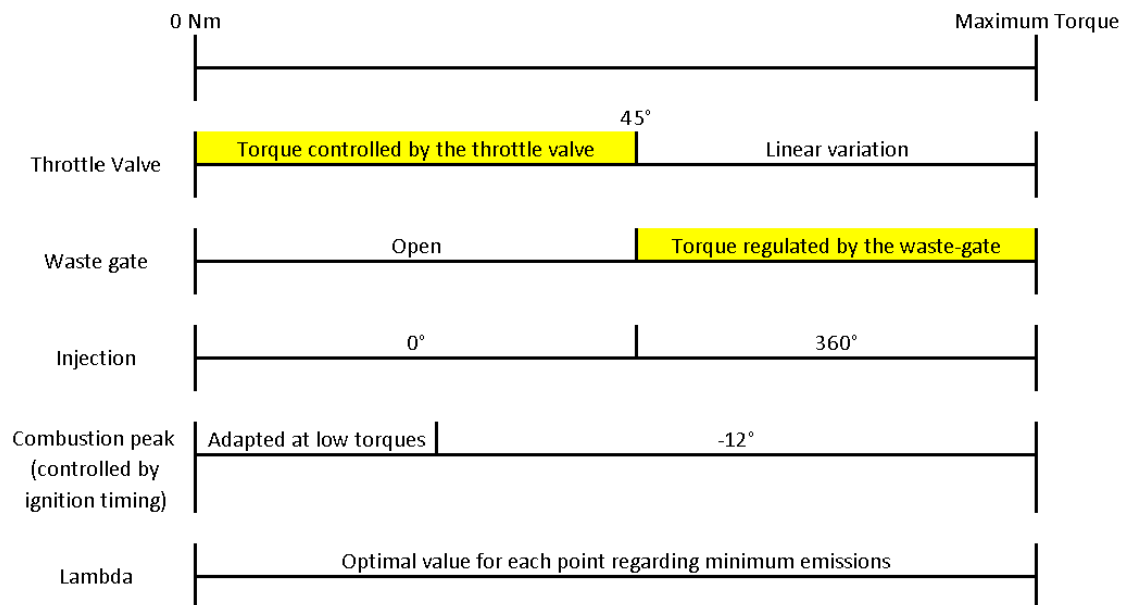 0 Nm
Maximum Torque
45°
Throttle Valve
Torque controlled by the throttle valve
Linear variation
Waste gate
Open
Torque regulated by the waste-gate
Injection
0°
360°
Combustion peak
(controlled by
ignition timing)
Adapted at low torques
-12°
Lambda
Optimal value for each point regarding minimum emissions